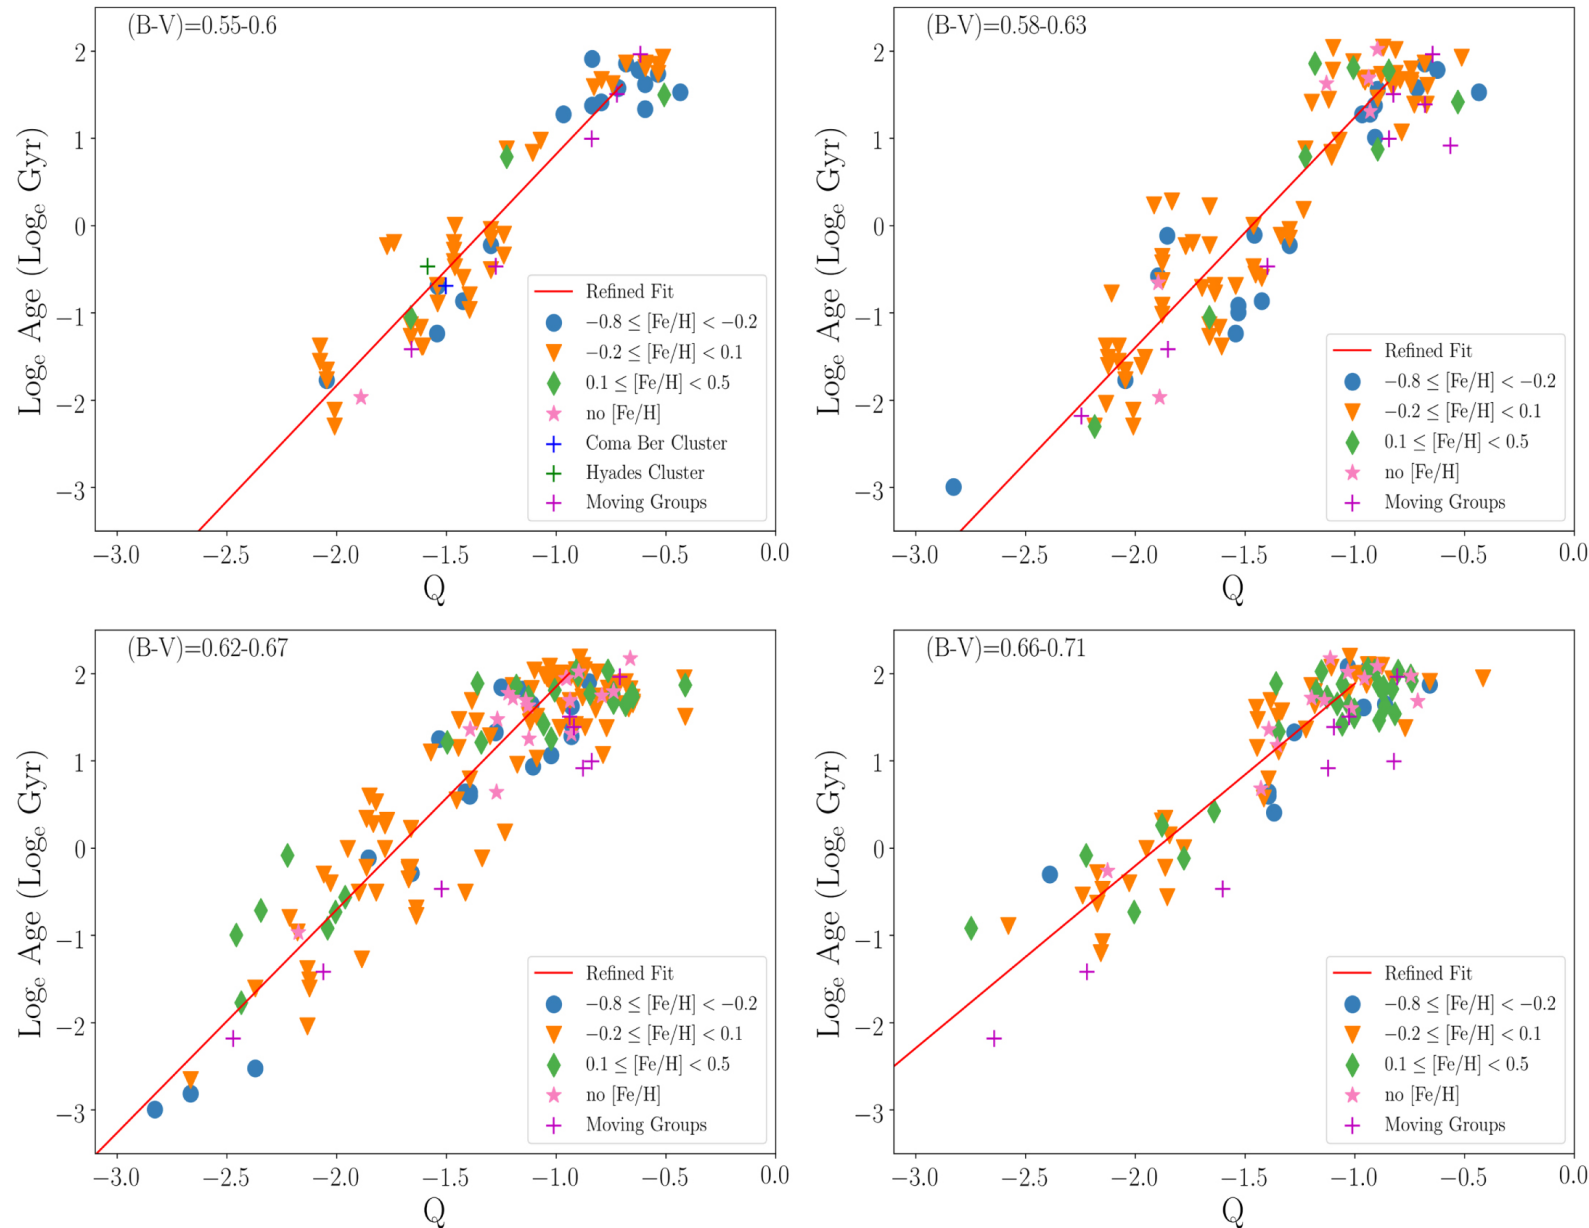 (B-V)=0.55-0.6
Logₑ Age (Logₑ Gyr)
2
1
0
−1
−2
−3
Refined Fit
−0.8 ≤ [Fe/H] < −0.2
−0.2 ≤ [Fe/H] < 0.1
0.1 ≤ [Fe/H] < 0.5
no [Fe/H]
Coma Ber Cluster
Hyades Cluster
Moving Groups
−3.0 −2.5 −2.0 −1.5 −1.0 −0.5 0.0
Q
(B-V)=0.58-0.63
Logₑ Age (Logₑ Gyr)
2
1
0
−1
−2
−3
Refined Fit
−0.8 ≤ [Fe/H] < −0.2
−0.2 ≤ [Fe/H] < 0.1
0.1 ≤ [Fe/H] < 0.5
no [Fe/H]
Moving Groups
−3.0 −2.5 −2.0 −1.5 −1.0 −0.5 0.0
Q
(B-V)=0.62-0.67
Logₑ Age (Logₑ Gyr)
2
1
0
−1
−2
−3
Refined Fit
−0.8 ≤ [Fe/H] < −0.2
−0.2 ≤ [Fe/H] < 0.1
0.1 ≤ [Fe/H] < 0.5
no [Fe/H]
Moving Groups
−3.0 −2.5 −2.0 −1.5 −1.0 −0.5 0.0
Q
(B-V)=0.66-0.71
Logₑ Age (Logₑ Gyr)
2
1
0
−1
−2
−3
Refined Fit
−0.8 ≤ [Fe/H] < −0.2
−0.2 ≤ [Fe/H] < 0.1
0.1 ≤ [Fe/H] < 0.5
no [Fe/H]
Moving Groups
−3.0 −2.5 −2.0 −1.5 −1.0 −0.5 0.0
Q